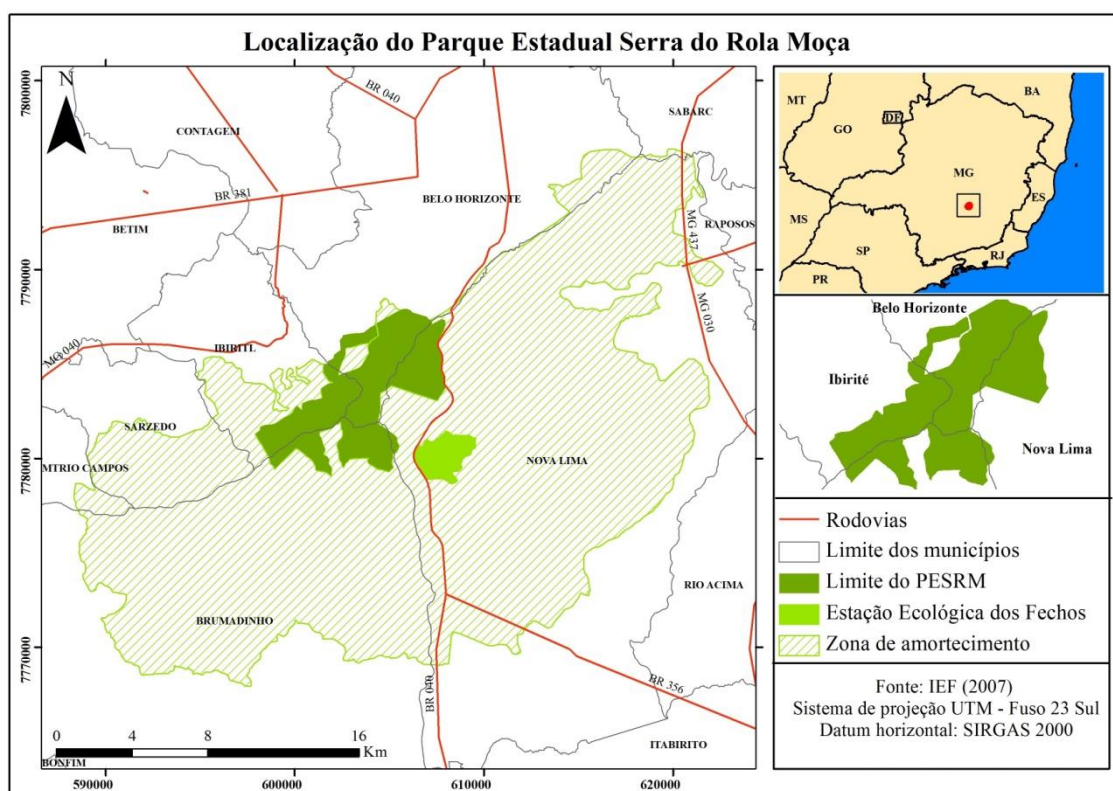 Localização do Parque Estadual Serra do Rola Moça
N
7800000
7790000
7780000
7770000
590000
600000
610000
620000
BR 040
CONTAGEM
SABARC
BR 381
BELO HORIZONTE
BETIM
MG 437
RAPOSOS
MG 030
MG 040
IBIRITL
SARZEDO
MTRIO CAMPOS
NOVA LIMA
RIO ACIMA
BRUMADINHO
BR 040
BR 356
ITABIRITO
BONFIM
0 4 8 16
Km
MT
GO
DF
BA
MG
ES
MS
SP
RJ
PR
Belo Horizonte
Ibirité
Nova Lima
Rodovias
Limite dos municípios
Limite do PESRM
Estação Ecológica dos Fechos
Zona de amortecimento
Fonte: IEF (2007)
Sistema de projeção UTM - Fuso 23 Sul
Datum horizontal: SIRGAS 2000